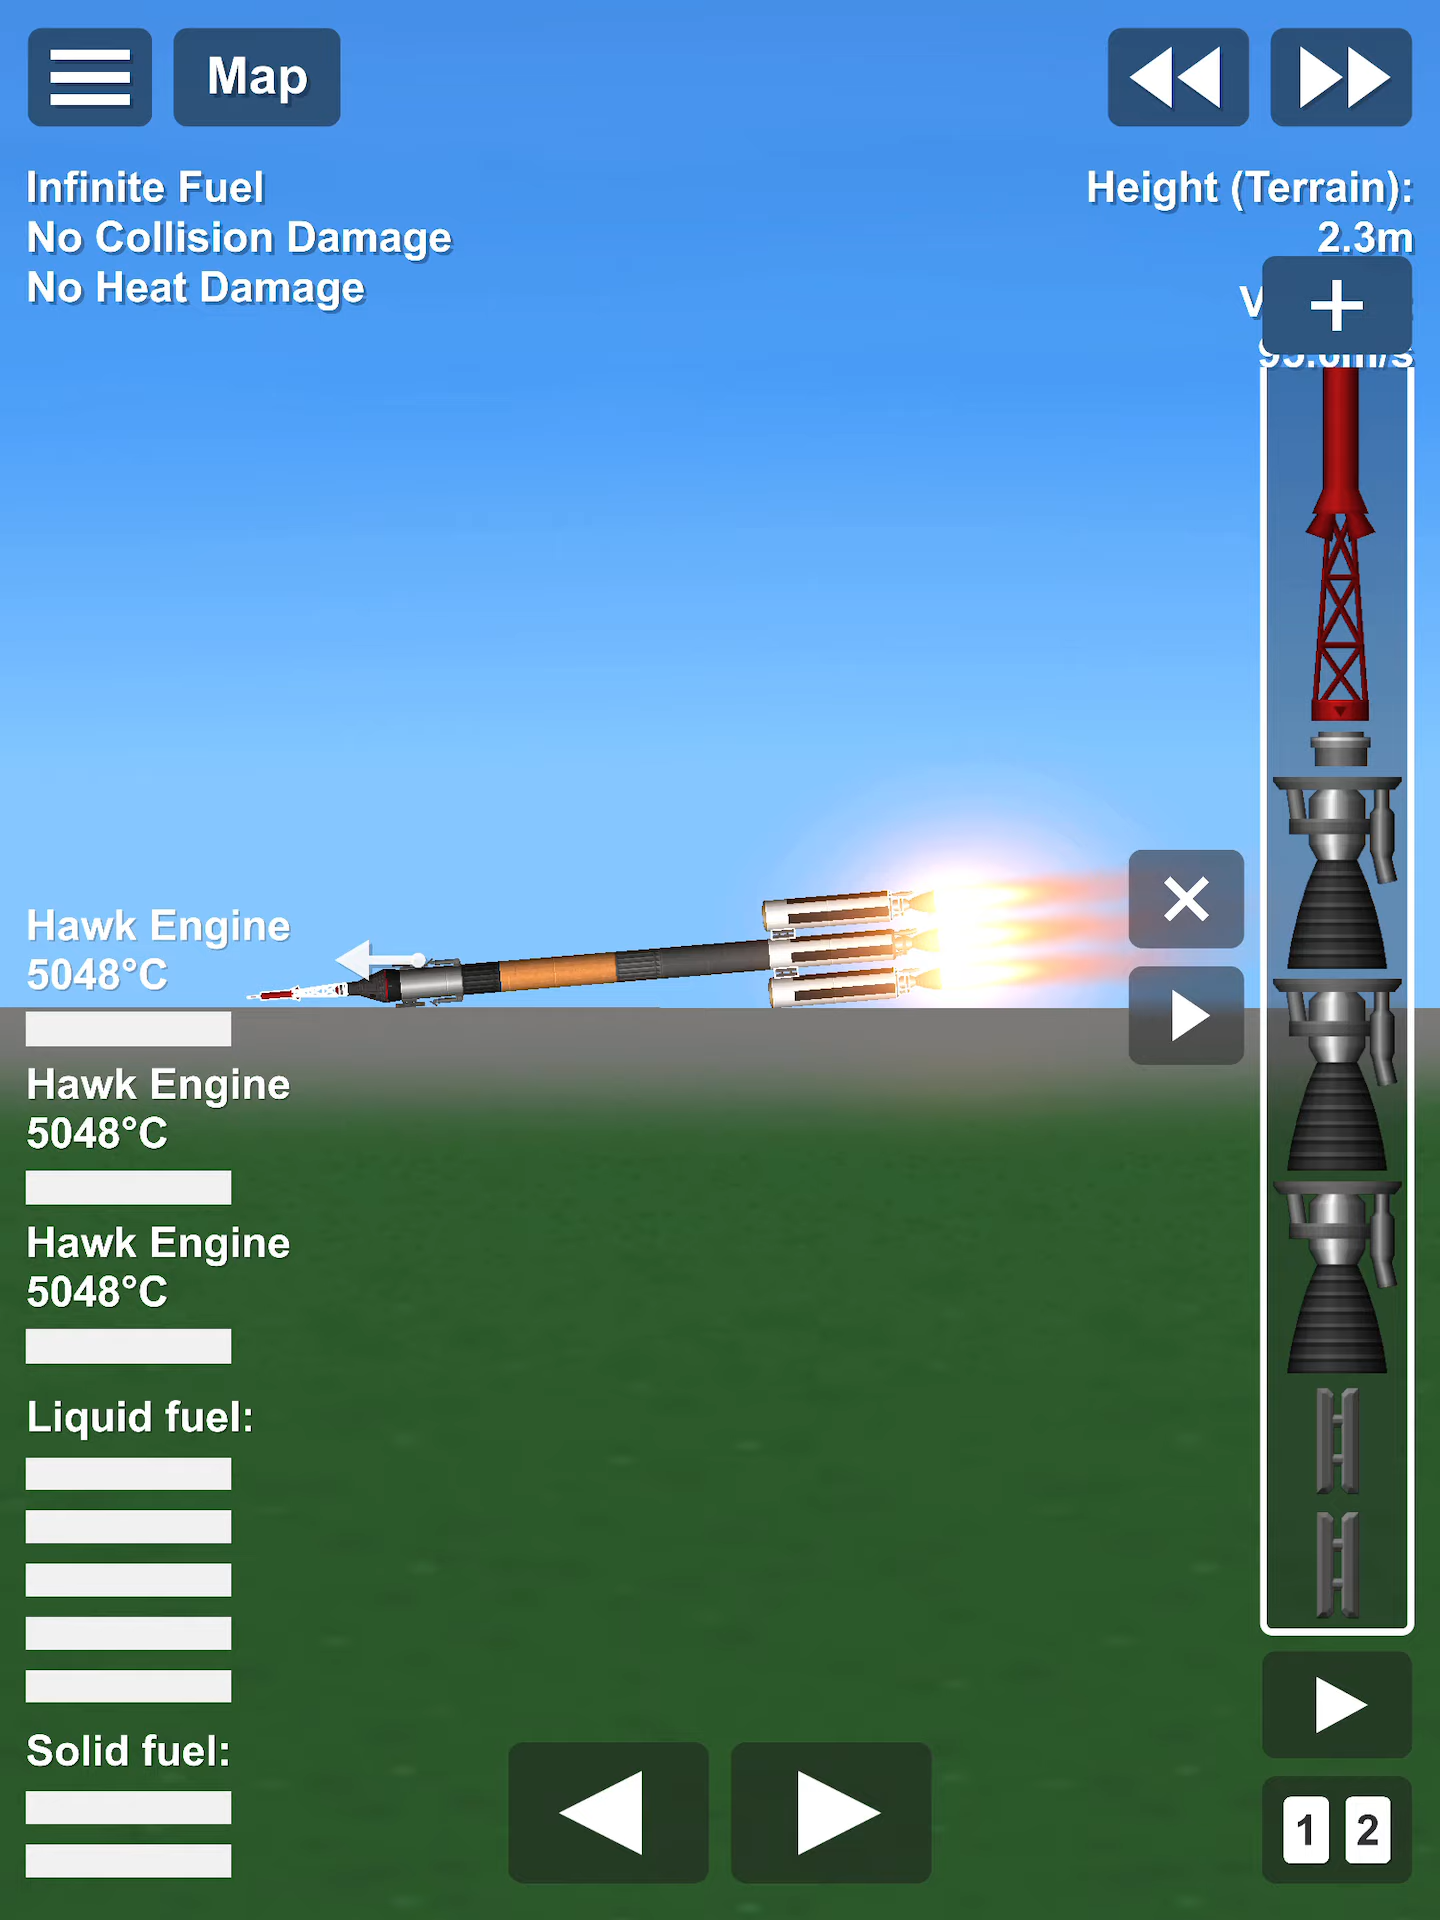 Map
Infinite Fuel
No Collision Damage
No Heat Damage
Height (Terrain):
2.3m
Hawk Engine
5048°C
Hawk Engine
5048°C
Hawk Engine
5048°C
Liquid fuel:
Solid fuel:
1 2